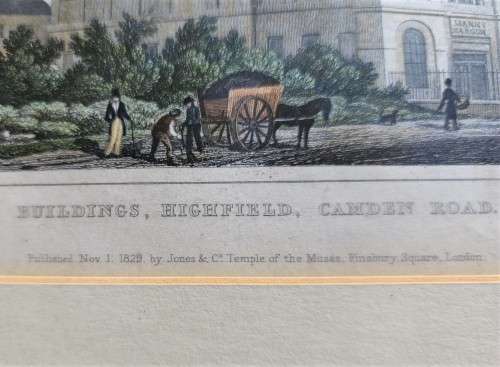 BUILDINGS, HIGHFIELD, CAMDEN ROAD.
Published Nov. 1. 1829. by Jones & Co. Temple of the Muses, Finsbury Square, London.